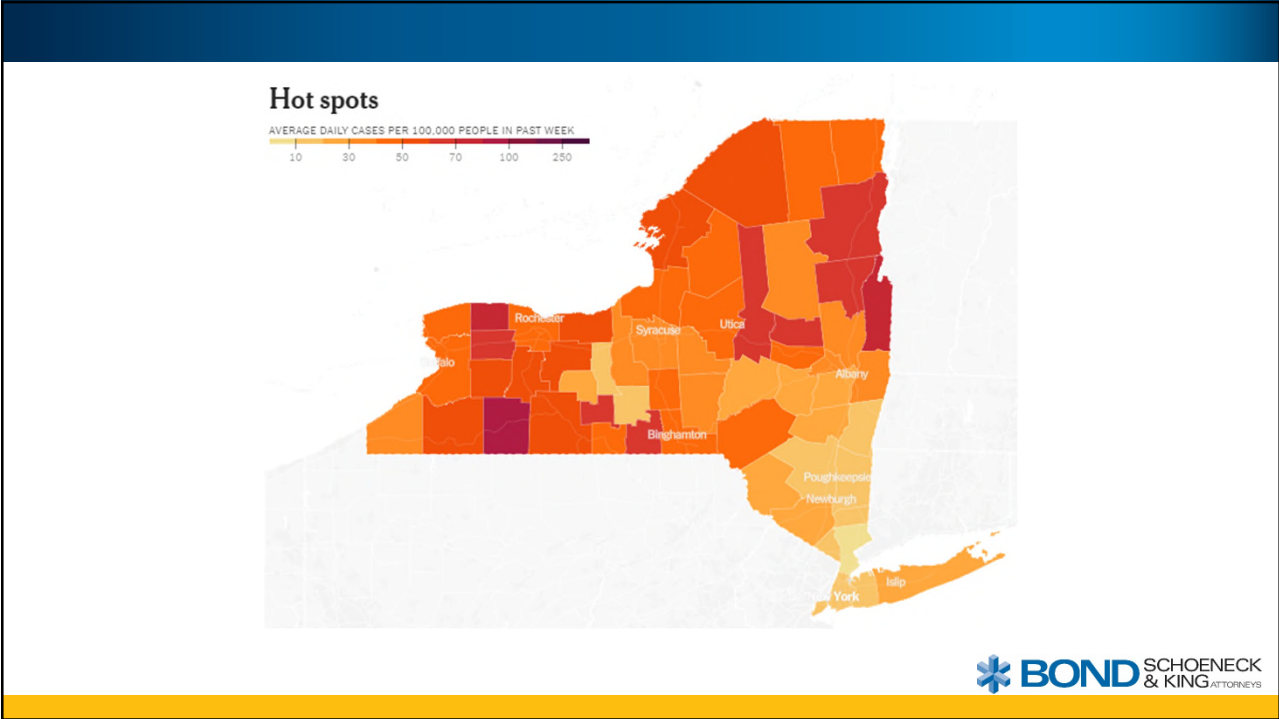 Hot spots
AVERAGE DAILY CASES PER 100,000 PEOPLE IN PAST WEEK
10 30 50 70 100 250
Rochester
Syracuse
Utica
alo
Albany
Binghamton
Poughkeepsie
Newburgh
Islip
York
BOND SCHOENECK
& KING ATTORNEYS